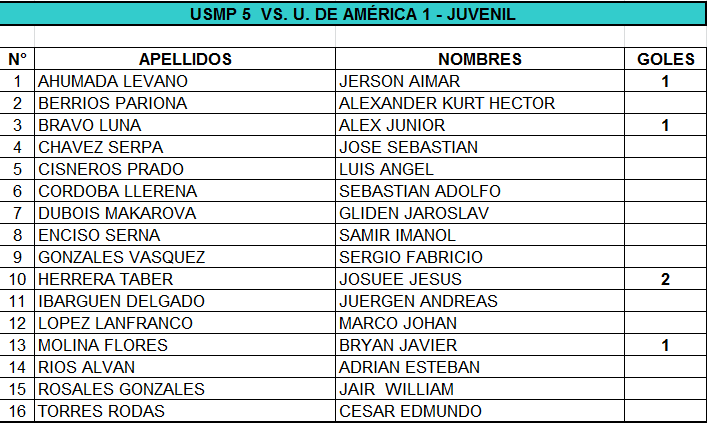 USMP 5  VS. U. DE AMÉRICA 1 - JUVENIL
N° APELLIDOS NOMBRES GOLES
1 AHUMADA LEVANO JERSON AIMAR 1
2 BERRIOS PARIONA ALEXANDER KURT HECTOR
3 BRAVO LUNA ALEX JUNIOR 1
4 CHAVEZ SERPA JOSE SEBASTIAN
5 CISNEROS PRADO LUIS ANGEL
6 CORDOBA LLERENA SEBASTIAN ADOLFO
7 DUBOIS MAKAROVA GLIDEN JAROSLAV
8 ENCISO SERNA SAMIR IMANOL
9 GONZALES VASQUEZ SERGIO FABRICIO
10 HERRERA TABER JOSUEE JESUS 2
11 IBARGUEN DELGADO JUERGEN ANDREAS
12 LOPEZ LANFRANCO MARCO JOHAN
13 MOLINA FLORES BRYAN JAVIER 1
14 RIOS ALVAN ADRIAN ESTEBAN
15 ROSALES GONZALES JAIR  WILLIAM
16 TORRES RODAS CESAR EDMUNDO